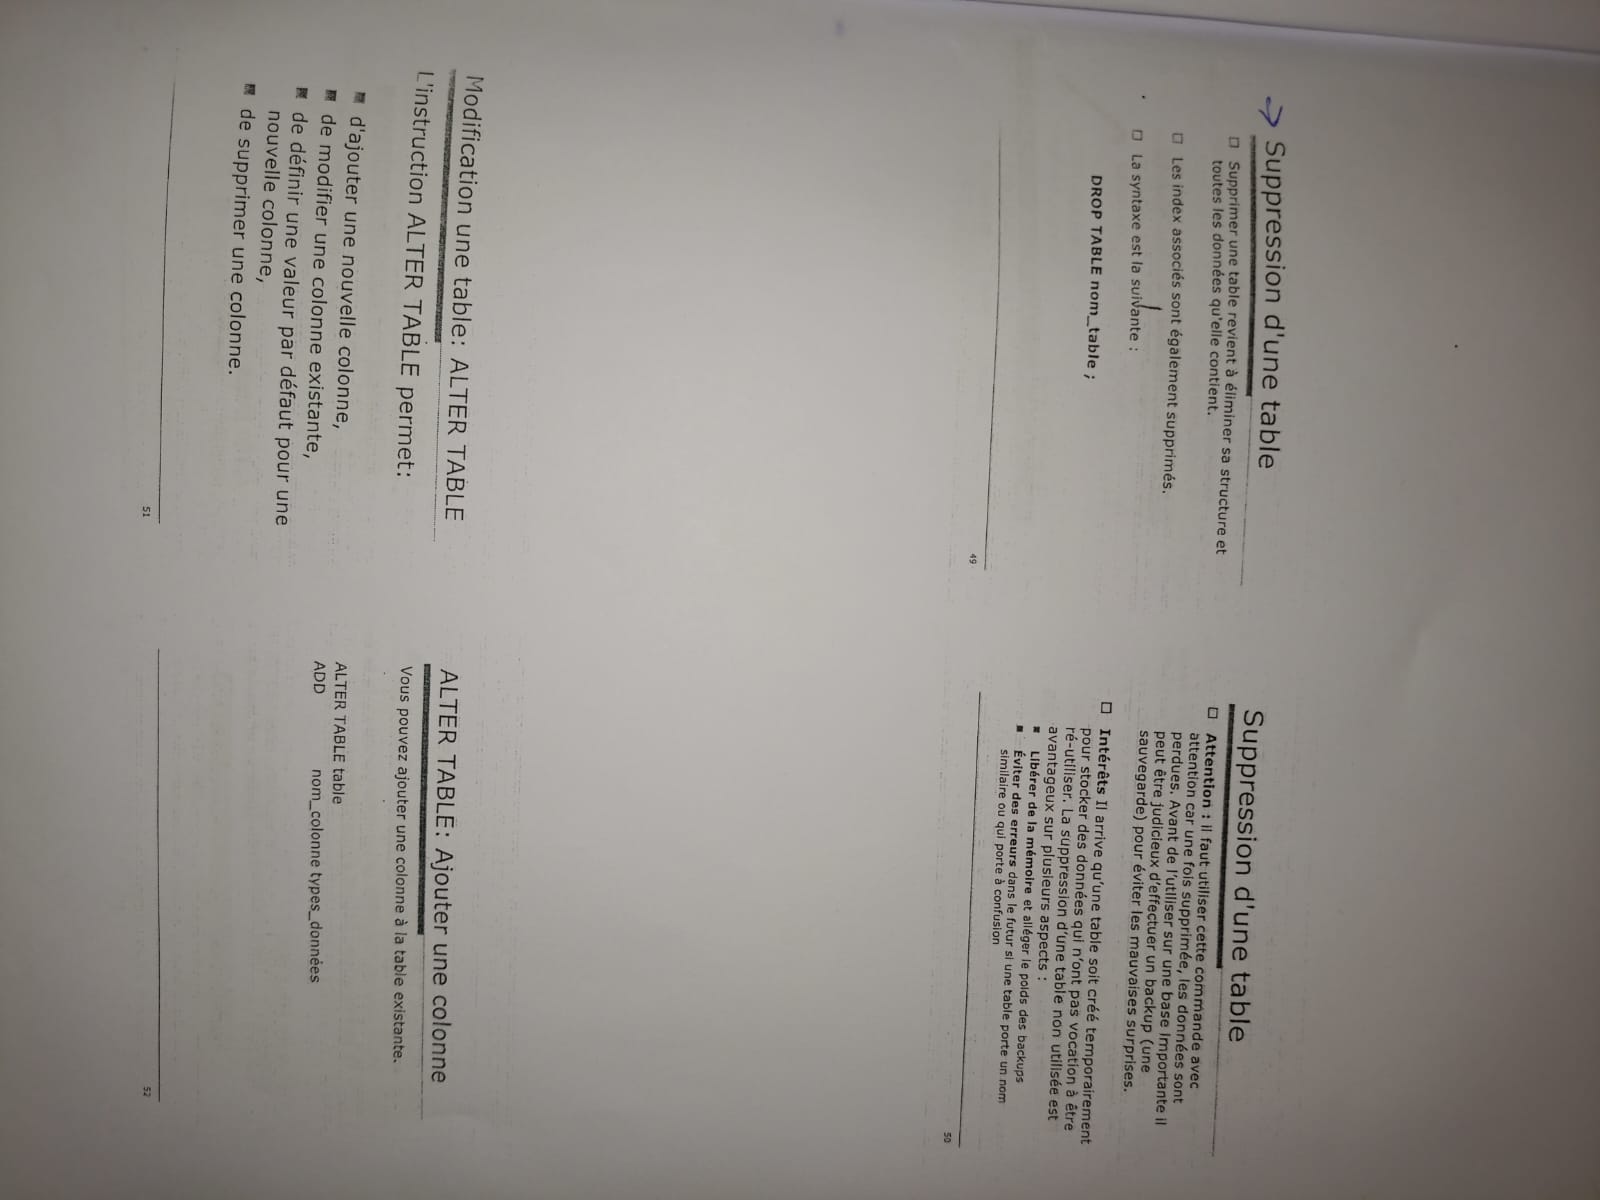 Suppression d'une table
Supprimer une table revient à éliminer sa structure et
toutes les données qu'elle contient.
Les index associés sont également supprimés.
La syntaxe est la suivante :
DROP TABLE nom_table ;
49
Suppression d'une table
Attention : il faut utiliser cette commande avec
attention car une fois supprimée, les données sont
perdues. Avant de l'utiliser sur une base importante il
peut être judicieux d'effectuer un backup (une
sauvegarde) pour éviter les mauvaises surprises.
Intérêts Il arrive qu'une table soit créé temporairement
pour stocker des données qui n'ont pas vocation à être
ré-utiliser. La suppression d'une table non utilisée est
avantageux sur plusieurs aspects :
Libérer de la mémoire et alléger le poids des backups
Éviter des erreurs dans le futur si une table porte un nom
similaire ou qui porte à confusion
50
Modification une table: ALTER TABLE
L'instruction ALTER TABLE permet:
d'ajouter une nouvelle colonne,
de modifier une colonne existante,
de définir une valeur par défaut pour une
nouvelle colonne,
de supprimer une colonne.
51
ALTER TABLE: Ajouter une colonne
Vous pouvez ajouter une colonne à la table existante.
ALTER TABLE table
ADD nom_colonne types_données
52